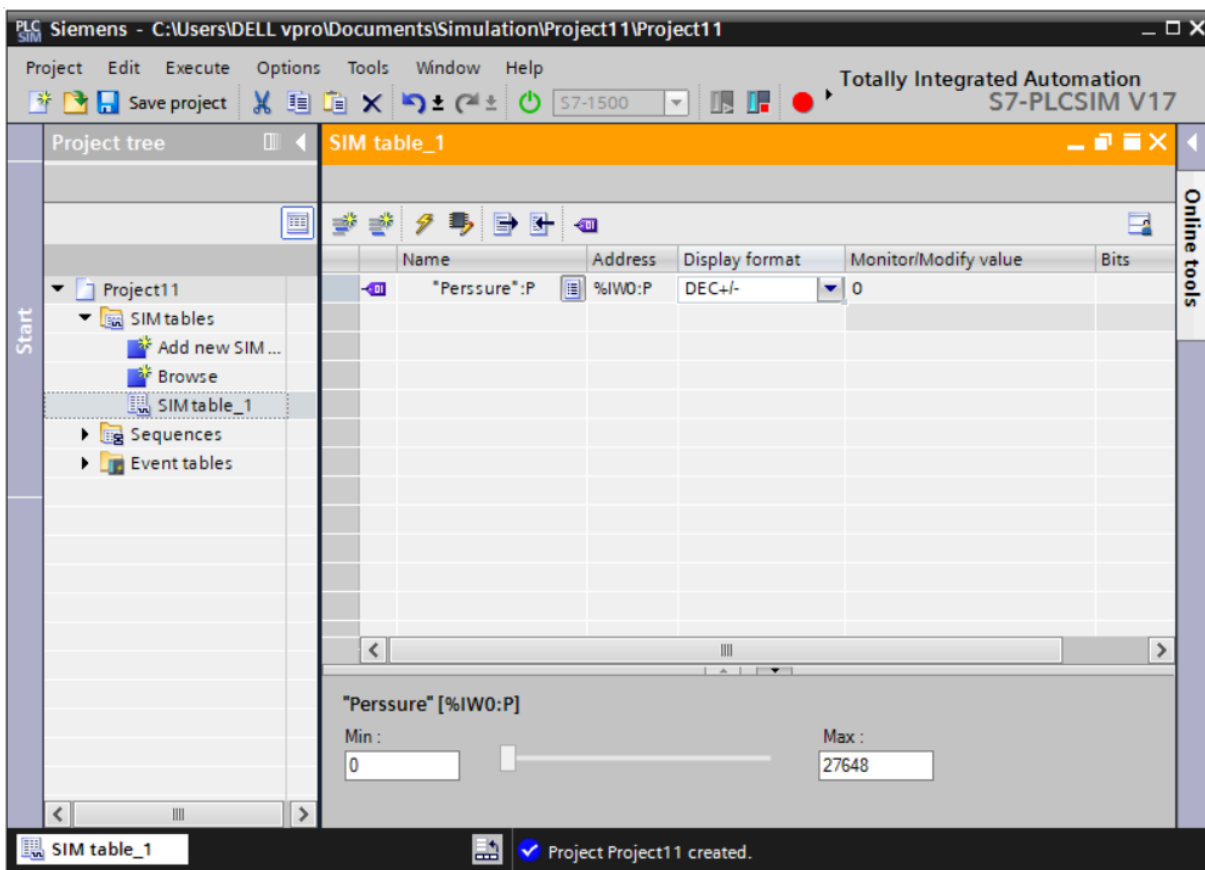 PLC SIM Siemens - C:\Users\DELL vpro\Documents\Simulation\Project11\Project11
Project Edit Execute Options Tools Window Help
Totally Integrated Automation
S7-PLCSIM V17
Save project S7-1500
Project tree
SIM table_1
Name Address Display format Monitor/Modify value Bits
"Perssure":P %IW0:P DEC+/- 0
Project11
SIM tables
Add new SIM ...
Browse
SIM table_1
Sequences
Event tables
Start
Online tools
"Perssure" [%IW0:P]
Min : Max :
0 27648
SIM table_1
Project Project11 created.